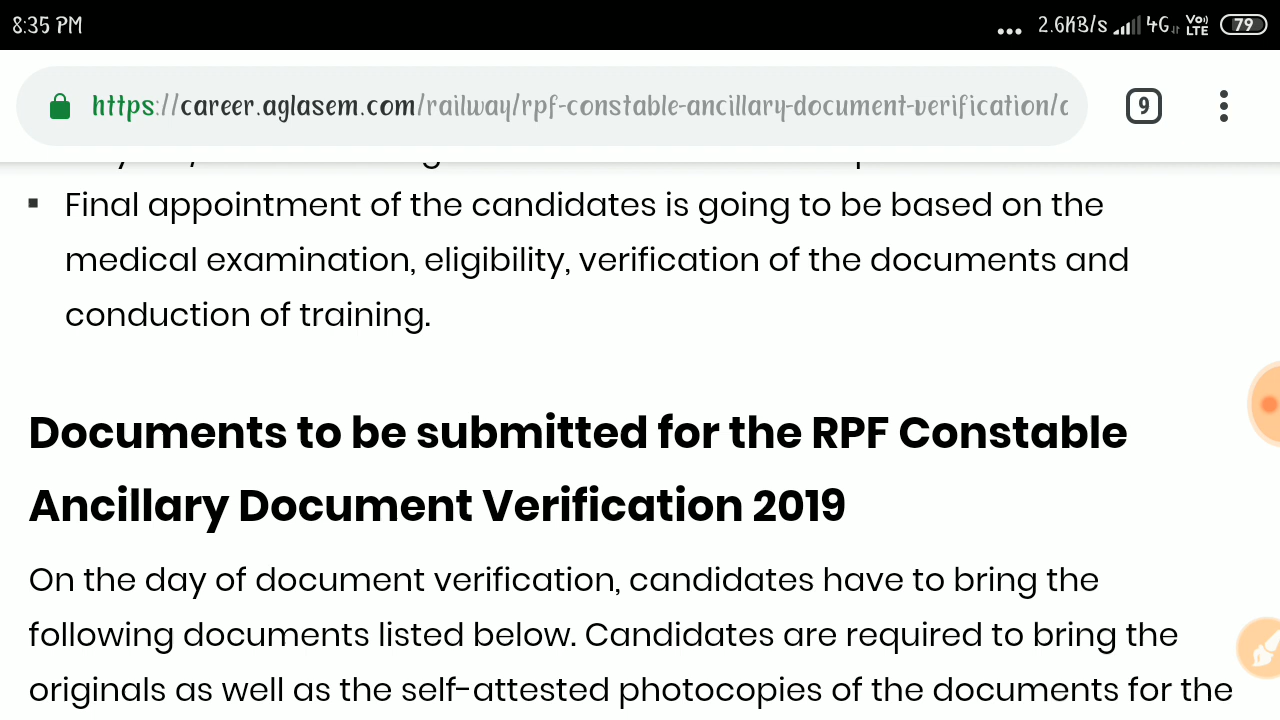 8:35 PM
... 2.6KB/s 4G VoLTE 79
https://career.aglasem.com/railway/rpf-constable-ancillary-document-verification/c
9
▪ Final appointment of the candidates is going to be based on the
medical examination, eligibility, verification of the documents and
conduction of training.
Documents to be submitted for the RPF Constable
Ancillary Document Verification 2019
On the day of document verification, candidates have to bring the
following documents listed below. Candidates are required to bring the
originals as well as the self-attested photocopies of the documents for the